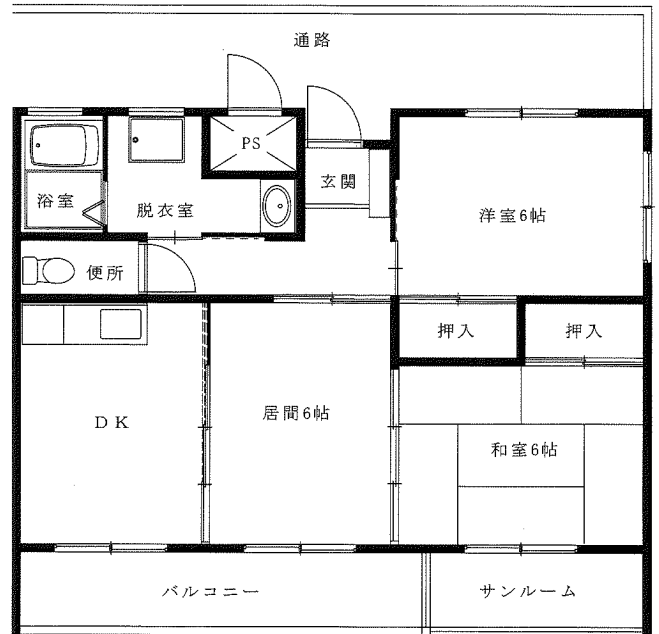 通路
PS
浴室
脱衣室
玄関
洋室6帖
便所
押入
押入
DK
居間6帖
和室6帖
バルコニー
サンルーム